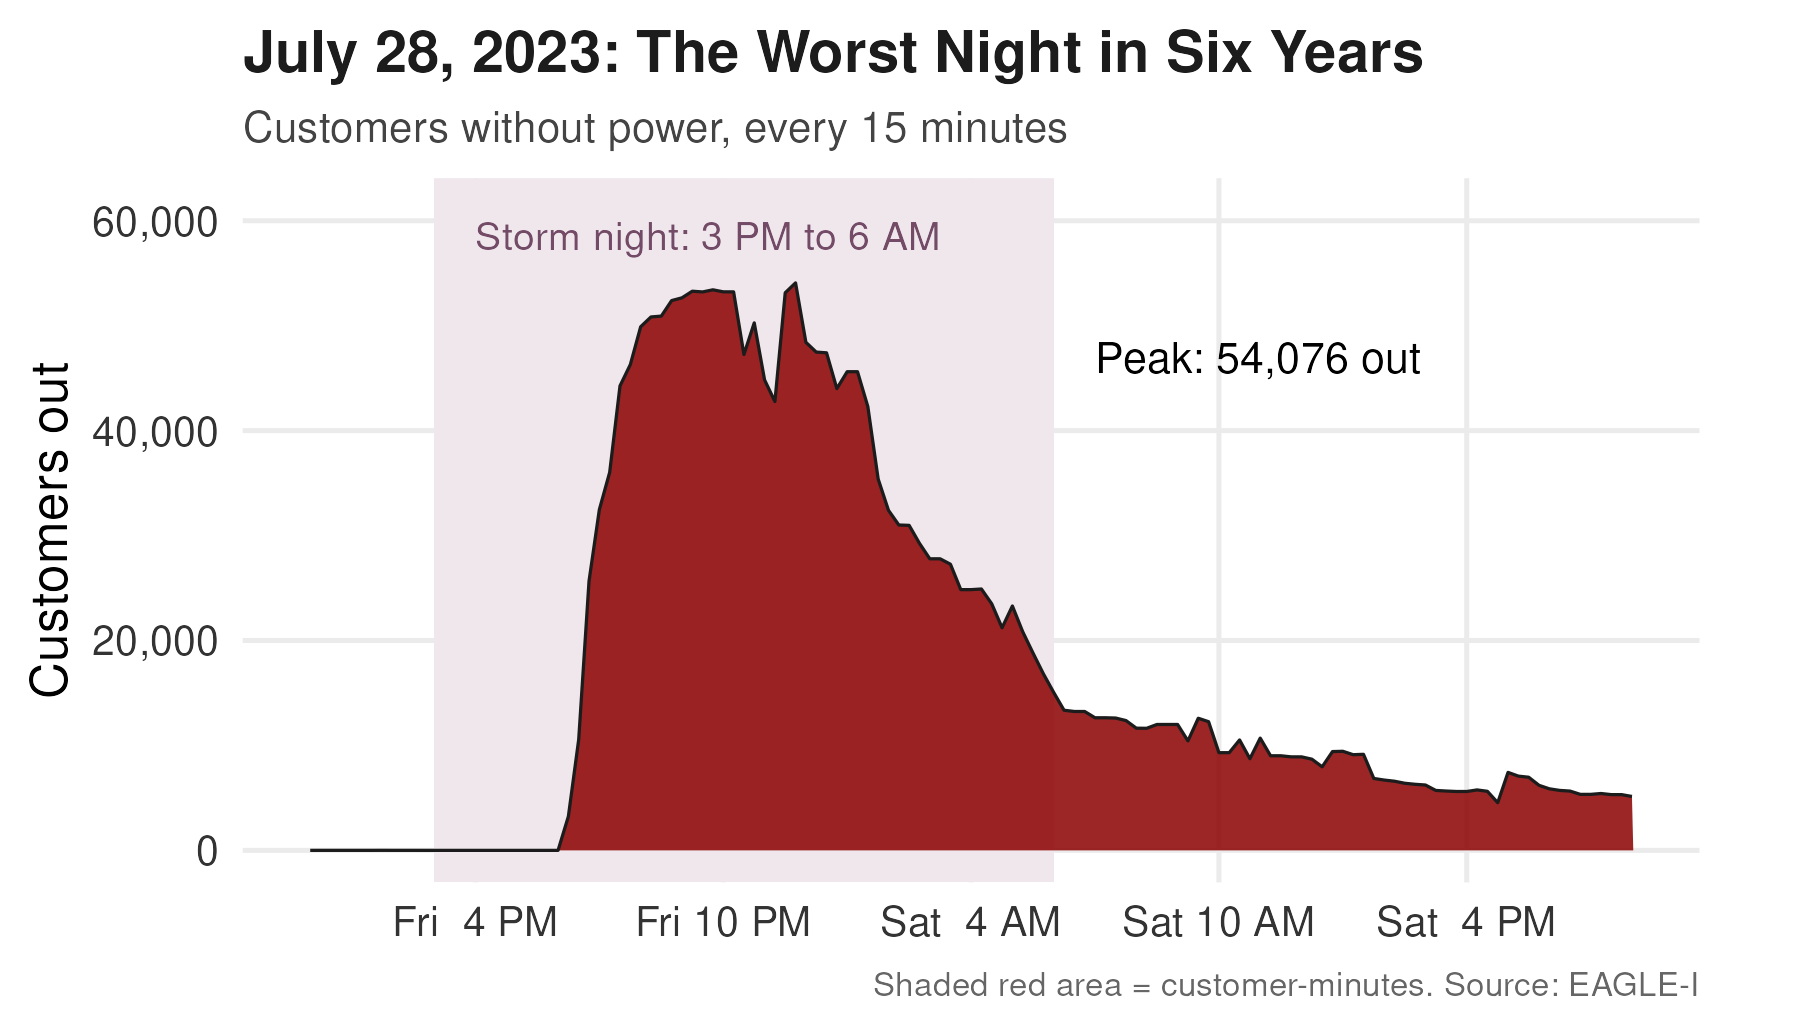 July 28, 2023: The Worst Night in Six Years
Customers without power, every 15 minutes
Customers out
60,000
40,000
20,000
0
Storm night: 3 PM to 6 AM
Peak: 54,076 out
Fri  4 PM
Fri 10 PM
Sat  4 AM
Sat 10 AM
Sat  4 PM
Shaded red area = customer-minutes. Source: EAGLE-I